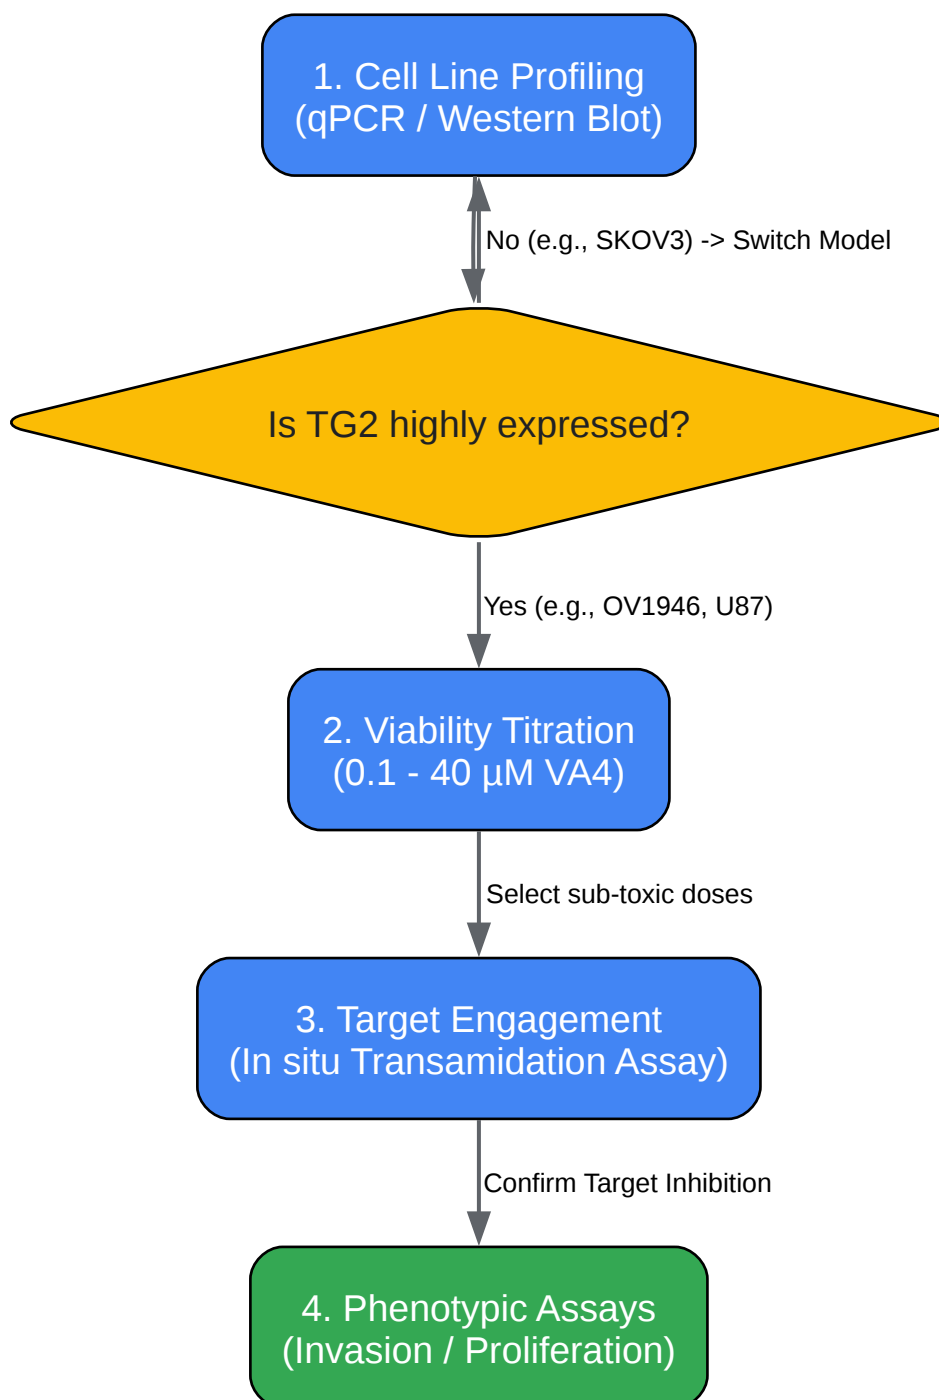 1. Cell Line Profiling
(qPCR / Western Blot)
No (e.g., SKOV3) -> Switch Model
Is TG2 highly expressed?
Yes (e.g., OV1946, U87)
2. Viability Titration
(0.1 - 40 µM VA4)
Select sub-toxic doses
3. Target Engagement
(In situ Transamidation Assay)
Confirm Target Inhibition
4. Phenotypic Assays
(Invasion / Proliferation)